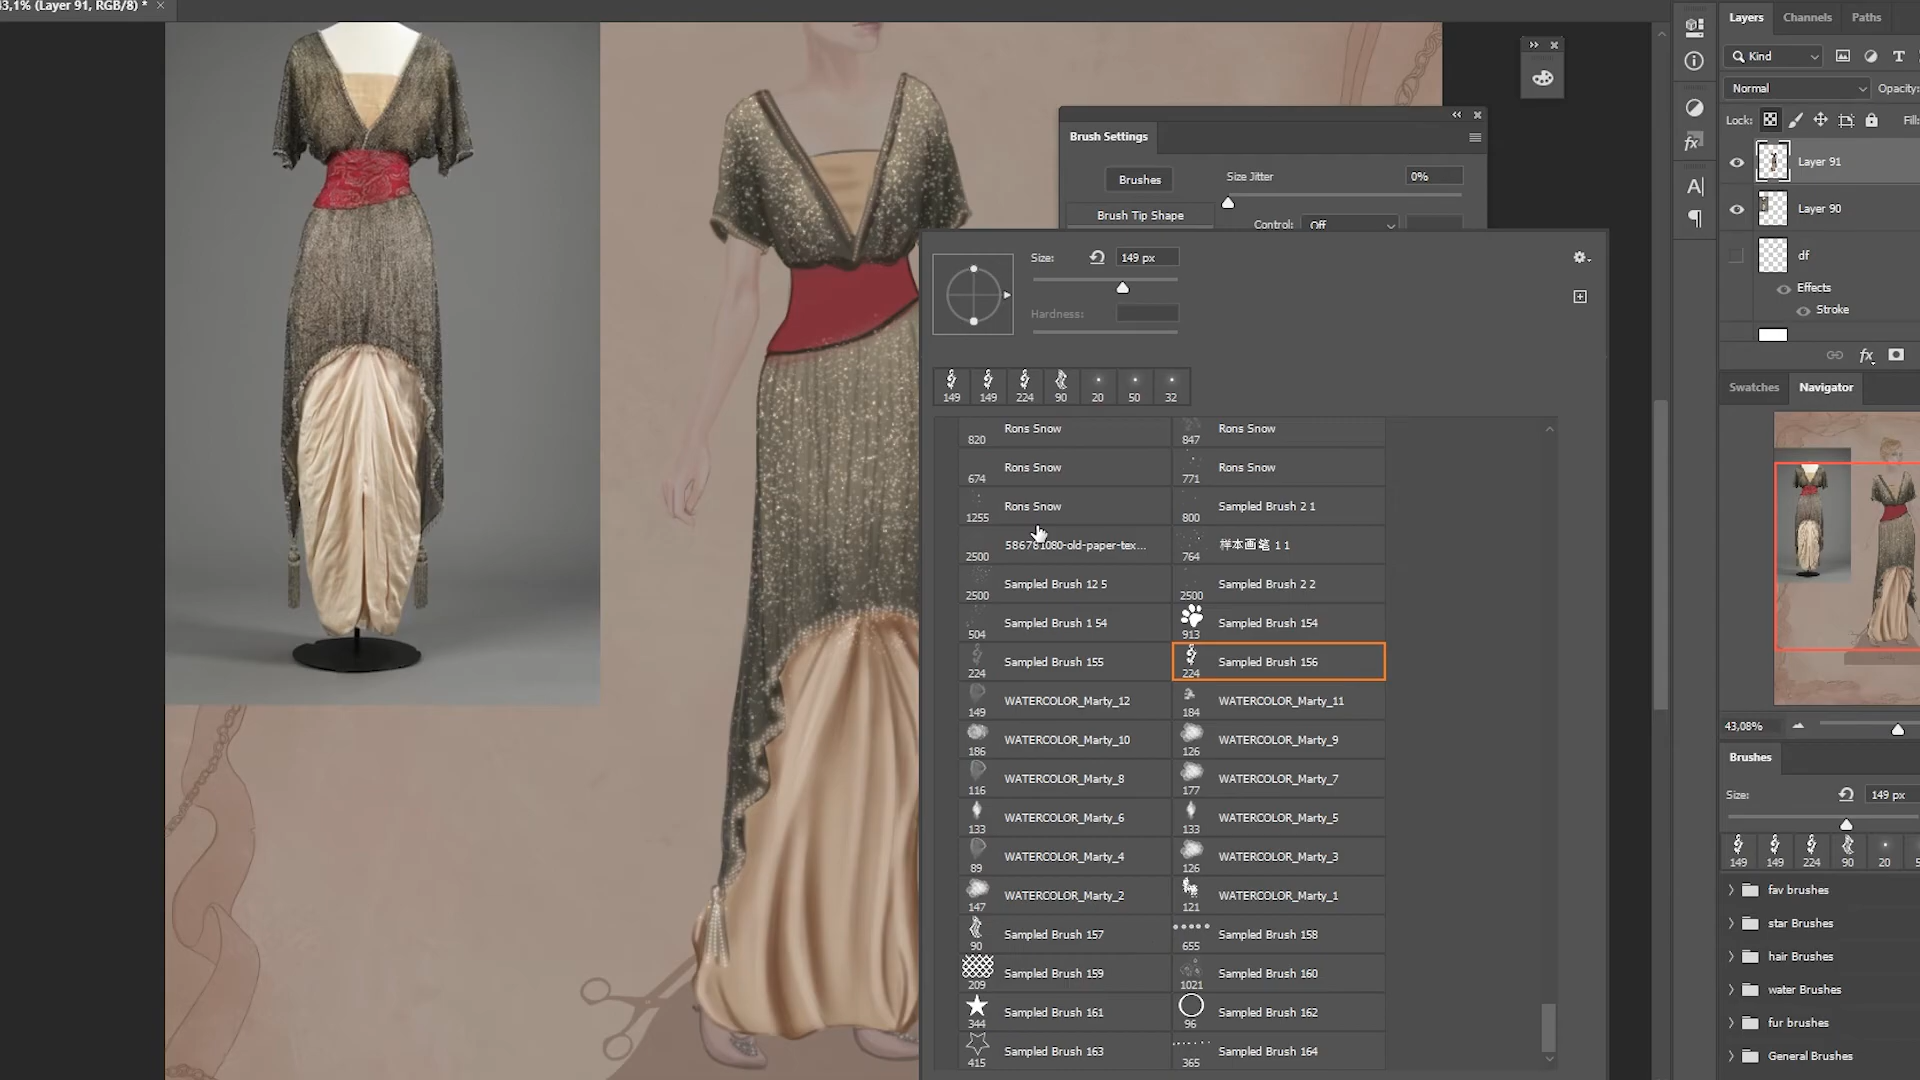 43,1% (Layer 91, RGB/8) *
Layers Channels Paths
Kind
Normal Opacity:
Lock: Fill:
Layer 91
Layer 90
df
Effects
Stroke
fx
Swatches Navigator
43,08%
Brushes
Size: 149 px
149 149 224 90 20
fav brushes
star Brushes
hair Brushes
water Brushes
fur brushes
General Brushes
Brush Settings
Brushes
Brush Tip Shape
Size Jitter 0%
Control: Off
Size: 149 px
Hardness:
149 149 224 90 20 50 32
820 Rons Snow 847 Rons Snow
674 Rons Snow 771 Rons Snow
1255 Rons Snow 800 Sampled Brush 2 1
2500 586781080-old-paper-tex... 764 样本画笔 1 1
2500 Sampled Brush 12 5 2500 Sampled Brush 2 2
504 Sampled Brush 1 54 913 Sampled Brush 154
224 Sampled Brush 155 224 Sampled Brush 156
149 WATERCOLOR_Marty_12 184 WATERCOLOR_Marty_11
186 WATERCOLOR_Marty_10 126 WATERCOLOR_Marty_9
116 WATERCOLOR_Marty_8 177 WATERCOLOR_Marty_7
133 WATERCOLOR_Marty_6 133 WATERCOLOR_Marty_5
89 WATERCOLOR_Marty_4 126 WATERCOLOR_Marty_3
147 WATERCOLOR_Marty_2 121 WATERCOLOR_Marty_1
90 Sampled Brush 157 655 Sampled Brush 158
209 Sampled Brush 159 1021 Sampled Brush 160
344 Sampled Brush 161 96 Sampled Brush 162
415 Sampled Brush 163 365 Sampled Brush 164